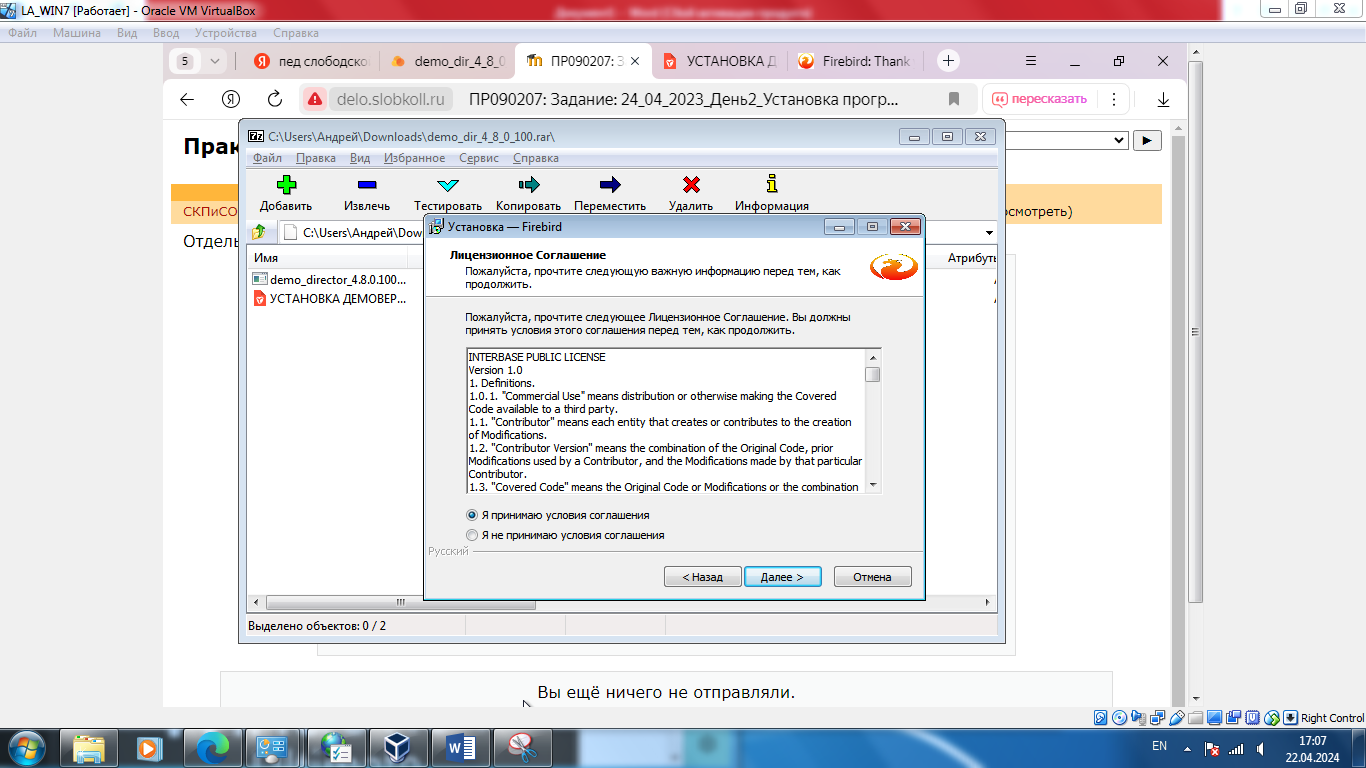 LA_WIN7 [Работает] - Oracle VM VirtualBox
Файл Машина Вид Ввод Устройства Справка
5 пед слободской demo_dir_4_8_0 ПР090207: З УСТАНОВКА Д Firebird: Thank
delo.slobkoll.ru ПР090207: Задание: 24_04_2023_День2_Установка прогр... пересказать
C:\Users\Андрей\Downloads\demo_dir_4_8_0_100.rar\
Прак
Файл Правка Вид Избранное Сервис Справка
Добавить Извлечь Тестировать Копировать Переместить Удалить Информация
СКПиСО осмотреть)
Установка — Firebird
C:\Users\Андрей\Dow
Отдель
Имя Атрибуть
Лицензионное Соглашение
Пожалуйста, прочтите следующую важную информацию перед тем, как
продолжить.
demo_director_4.8.0.100...
УСТАНОВКА ДЕМОВЕР...
Пожалуйста, прочтите следующее Лицензионное Соглашение. Вы должны
принять условия этого соглашения перед тем, как продолжить.
INTERBASE PUBLIC LICENSE
Version 1.0
1. Definitions.
1.0.1. "Commercial Use" means distribution or otherwise making the Covered
Code available to a third party.
1.1. "Contributor" means each entity that creates or contributes to the creation
of Modifications.
1.2. "Contributor Version" means the combination of the Original Code, prior
Modifications used by a Contributor, and the Modifications made by that particular
Contributor.
1.3. "Covered Code" means the Original Code or Modifications or the combination
Я принимаю условия соглашения
Я не принимаю условия соглашения
Русский
< Назад Далее > Отмена
Выделено объектов: 0 / 2
Вы ещё ничего не отправляли.
Right Control
EN 17:07
22.04.2024